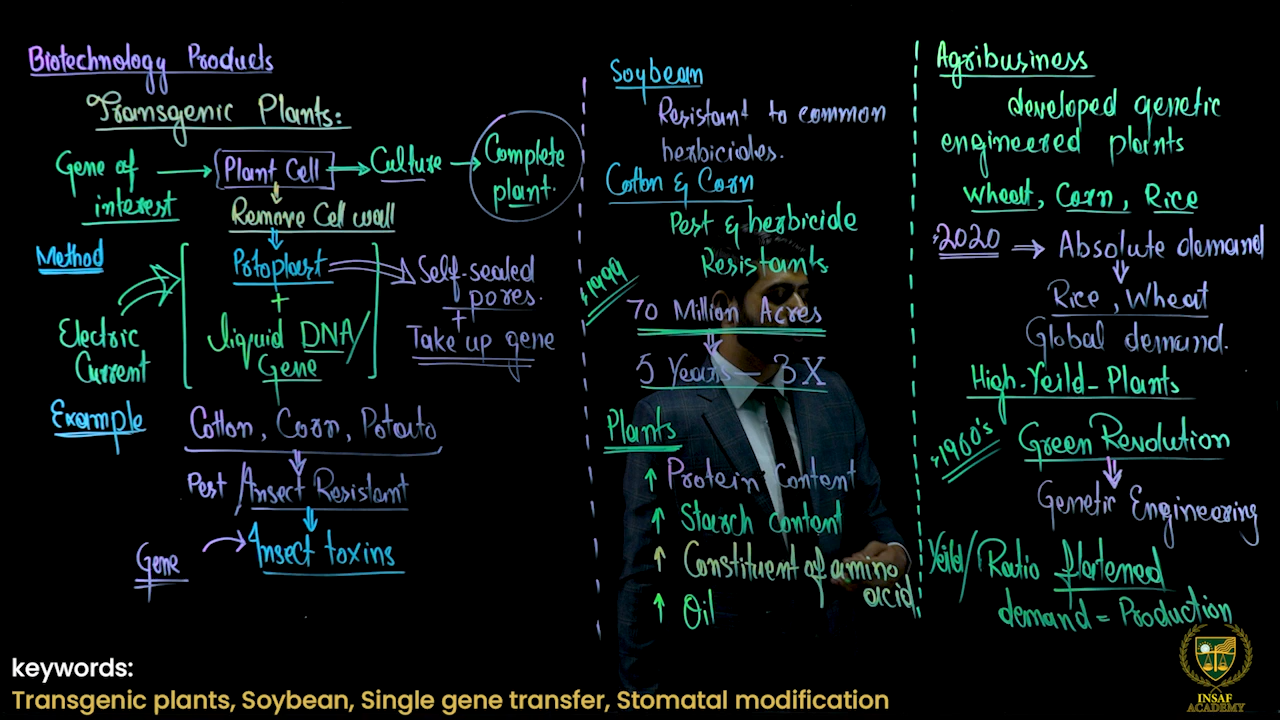 Biotechnology Products
Transgenic Plants:
Gene of interest → Plant Cell → Culture → Complete plant.
Remove Cell wall
Method
Protoplast
Self-sealed pores.
+
Take up gene
+
liquid DNA/
Gene
Electric
Current
Example
Cotton, Corn, Potato
Pest/Insect Resistant
Gene
Insect toxins
Soybean
Resistant to common
herbicides.
Cotton & Corn
Pest & herbicide
Resistants
1999
70 Million Acres
5 Years – 3X
Plants
↑ Protein Content
↑ Starch content
↑ Constituent of amino
acid
↑ Oil
Agribusiness
developed genetic
engineered plants
Wheat, Corn, Rice
2020 → Absolute demand
Rice, Wheat
Global demand.
High-Yeild-Plants
1900's
Green Revolution
Genetic Engineering
Yeild/Ratio flatened
demand = Production
keywords:
Transgenic plants, Soybean, Single gene transfer, Stomatal modification
INSAF
ACADEMY